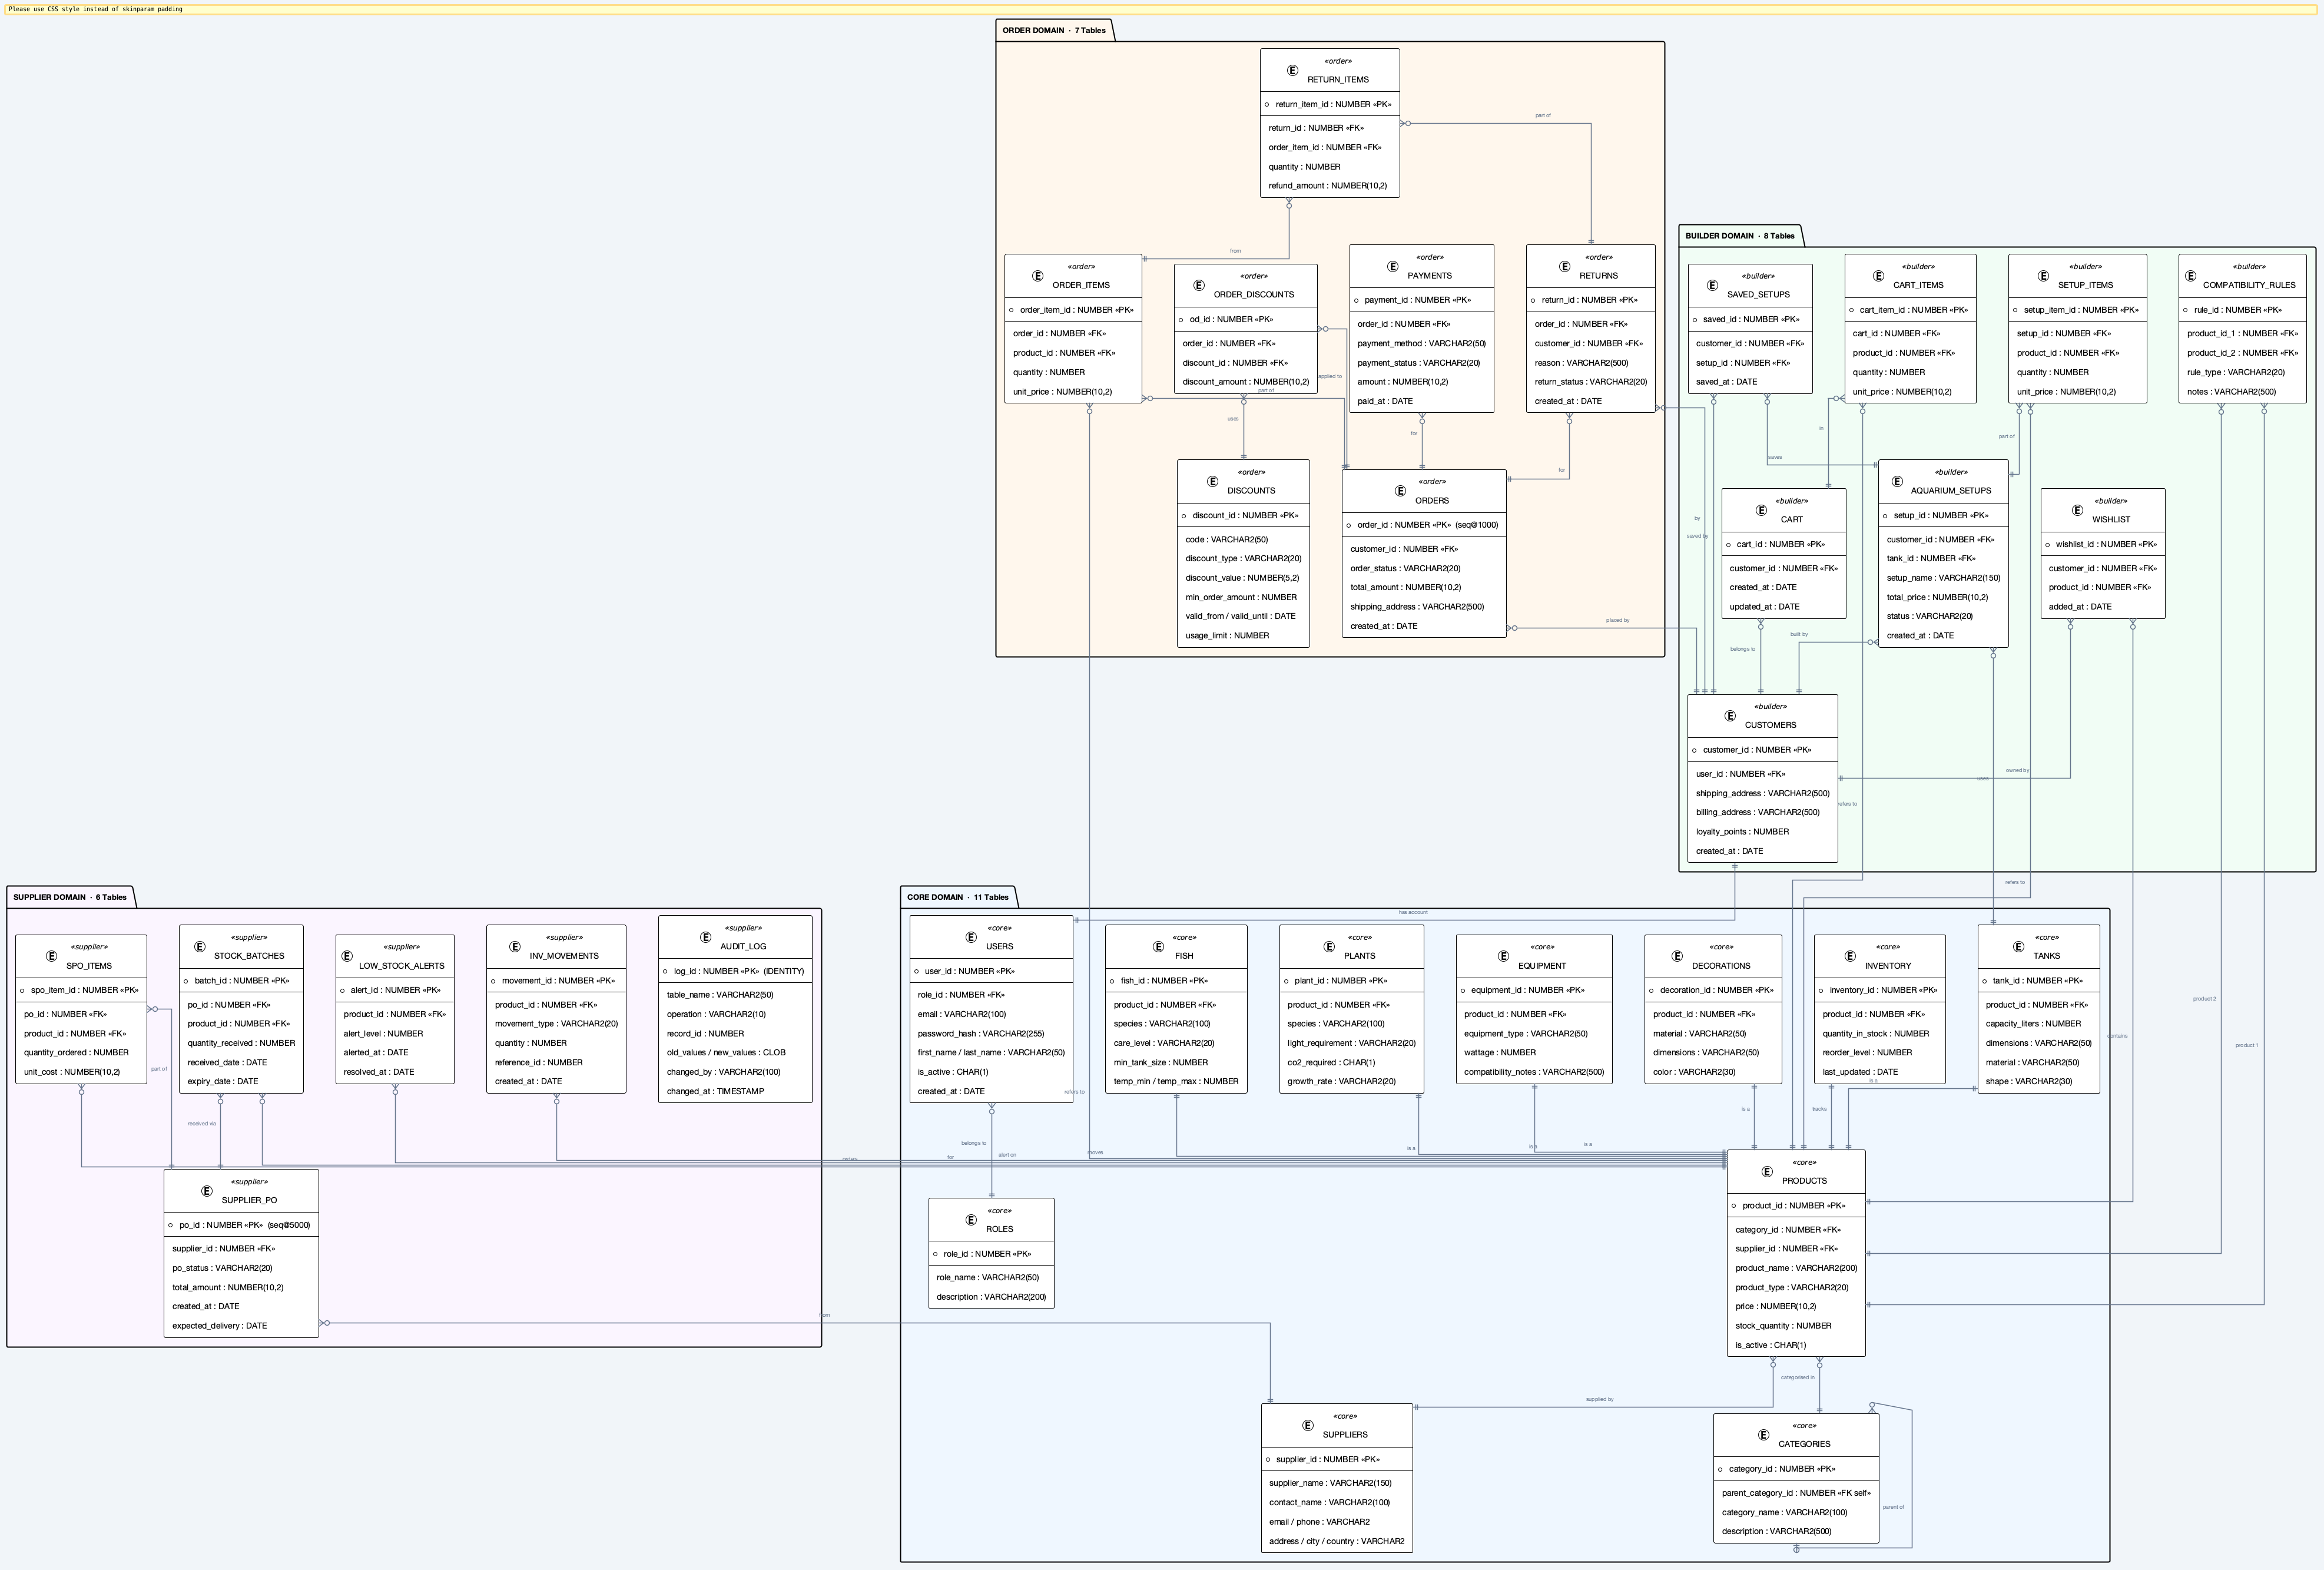 Please use CSS style instead of skinparam padding
ORDER DOMAIN · 7 Tables
«order»
E
RETURN_ITEMS
return_item_id : NUMBER «PK»
return_id : NUMBER «FK»
order_item_id : NUMBER «FK»
quantity : NUMBER
refund_amount : NUMBER(10,2)
part of
from
«order»
E
ORDER_ITEMS
order_item_id : NUMBER «PK»
order_id : NUMBER «FK»
product_id : NUMBER «FK»
quantity : NUMBER
unit_price : NUMBER(10,2)
«order»
E
ORDER_DISCOUNTS
od_id : NUMBER «PK»
order_id : NUMBER «FK»
discount_id : NUMBER «FK»
discount_amount : NUMBER(10,2)
applied to
part of
«order»
E
PAYMENTS
payment_id : NUMBER «PK»
order_id : NUMBER «FK»
payment_method : VARCHAR2(50)
payment_status : VARCHAR2(20)
amount : NUMBER(10,2)
paid_at : DATE
«order»
E
RETURNS
return_id : NUMBER «PK»
order_id : NUMBER «FK»
customer_id : NUMBER «FK»
reason : VARCHAR2(500)
return_status : VARCHAR2(20)
created_at : DATE
uses
for
for
«order»
E
DISCOUNTS
discount_id : NUMBER «PK»
code : VARCHAR2(50)
discount_type : VARCHAR2(20)
discount_value : NUMBER(5,2)
min_order_amount : NUMBER
valid_from / valid_until : DATE
usage_limit : NUMBER
«order»
E
ORDERS
order_id : NUMBER «PK» (seq@1000)
customer_id : NUMBER «FK»
order_status : VARCHAR2(20)
total_amount : NUMBER(10,2)
shipping_address : VARCHAR2(500)
created_at : DATE
placed by
BUILDER DOMAIN · 8 Tables
«builder»
E
SAVED_SETUPS
saved_id : NUMBER «PK»
customer_id : NUMBER «FK»
setup_id : NUMBER «FK»
saved_at : DATE
«builder»
E
CART_ITEMS
cart_item_id : NUMBER «PK»
cart_id : NUMBER «FK»
product_id : NUMBER «FK»
quantity : NUMBER
unit_price : NUMBER(10,2)
«builder»
E
SETUP_ITEMS
setup_item_id : NUMBER «PK»
setup_id : NUMBER «FK»
product_id : NUMBER «FK»
quantity : NUMBER
unit_price : NUMBER(10,2)
«builder»
E
COMPATIBILITY_RULES
rule_id : NUMBER «PK»
product_id_1 : NUMBER «FK»
product_id_2 : NUMBER «FK»
rule_type : VARCHAR2(20)
notes : VARCHAR2(500)
in
part of
saves
by
saved by
«builder»
E
CART
cart_id : NUMBER «PK»
customer_id : NUMBER «FK»
created_at : DATE
updated_at : DATE
«builder»
E
AQUARIUM_SETUPS
setup_id : NUMBER «PK»
customer_id : NUMBER «FK»
tank_id : NUMBER «FK»
setup_name : VARCHAR2(150)
total_price : NUMBER(10,2)
status : VARCHAR2(20)
created_at : DATE
«builder»
E
WISHLIST
wishlist_id : NUMBER «PK»
customer_id : NUMBER «FK»
product_id : NUMBER «FK»
added_at : DATE
belongs to
built by
«builder»
E
CUSTOMERS
customer_id : NUMBER «PK»
user_id : NUMBER «FK»
shipping_address : VARCHAR2(500)
billing_address : VARCHAR2(500)
loyalty_points : NUMBER
created_at : DATE
owned by
uses
refers to
refers to
SUPPLIER DOMAIN · 6 Tables
«supplier»
E
SPO_ITEMS
spo_item_id : NUMBER «PK»
po_id : NUMBER «FK»
product_id : NUMBER «FK»
quantity_ordered : NUMBER
unit_cost : NUMBER(10,2)
part of
«supplier»
E
STOCK_BATCHES
batch_id : NUMBER «PK»
po_id : NUMBER «FK»
product_id : NUMBER «FK»
quantity_received : NUMBER
received_date : DATE
expiry_date : DATE
«supplier»
E
LOW_STOCK_ALERTS
alert_id : NUMBER «PK»
product_id : NUMBER «FK»
alert_level : NUMBER
alerted_at : DATE
resolved_at : DATE
«supplier»
E
INV_MOVEMENTS
movement_id : NUMBER «PK»
product_id : NUMBER «FK»
movement_type : VARCHAR2(20)
quantity : NUMBER
reference_id : NUMBER
created_at : DATE
«supplier»
E
AUDIT_LOG
log_id : NUMBER «PK» (IDENTITY)
table_name : VARCHAR2(50)
operation : VARCHAR2(10)
record_id : NUMBER
old_values / new_values : CLOB
changed_by : VARCHAR2(100)
changed_at : TIMESTAMP
received via
«supplier»
E
SUPPLIER_PO
po_id : NUMBER «PK» (seq@5000)
supplier_id : NUMBER «FK»
po_status : VARCHAR2(20)
total_amount : NUMBER(10,2)
created_at : DATE
expected_delivery : DATE
from
orders
for
alert on
moves
CORE DOMAIN · 11 Tables
has account
«core»
E
USERS
user_id : NUMBER «PK»
role_id : NUMBER «FK»
email : VARCHAR2(100)
password_hash : VARCHAR2(255)
first_name / last_name : VARCHAR2(50)
is_active : CHAR(1)
created_at : DATE
refers to
«core»
E
FISH
fish_id : NUMBER «PK»
product_id : NUMBER «FK»
species : VARCHAR2(100)
care_level : VARCHAR2(20)
min_tank_size : NUMBER
temp_min / temp_max : NUMBER
«core»
E
PLANTS
plant_id : NUMBER «PK»
product_id : NUMBER «FK»
species : VARCHAR2(100)
light_requirement : VARCHAR2(20)
co2_required : CHAR(1)
growth_rate : VARCHAR2(20)
«core»
E
EQUIPMENT
equipment_id : NUMBER «PK»
product_id : NUMBER «FK»
equipment_type : VARCHAR2(50)
wattage : NUMBER
compatibility_notes : VARCHAR2(500)
«core»
E
DECORATIONS
decoration_id : NUMBER «PK»
product_id : NUMBER «FK»
material : VARCHAR2(50)
dimensions : VARCHAR2(50)
color : VARCHAR2(30)
«core»
E
INVENTORY
inventory_id : NUMBER «PK»
product_id : NUMBER «FK»
quantity_in_stock : NUMBER
reorder_level : NUMBER
last_updated : DATE
«core»
E
TANKS
tank_id : NUMBER «PK»
product_id : NUMBER «FK»
capacity_liters : NUMBER
dimensions : VARCHAR2(50)
material : VARCHAR2(50)
shape : VARCHAR2(30)
contains
product 2
product 1
is a
is a
tracks
belongs to
is a
is a
is a
«core»
E
ROLES
role_id : NUMBER «PK»
role_name : VARCHAR2(50)
description : VARCHAR2(200)
«core»
E
PRODUCTS
product_id : NUMBER «PK»
category_id : NUMBER «FK»
supplier_id : NUMBER «FK»
product_name : VARCHAR2(200)
product_type : VARCHAR2(20)
price : NUMBER(10,2)
stock_quantity : NUMBER
is_active : CHAR(1)
categorised in
supplied by
«core»
E
SUPPLIERS
supplier_id : NUMBER «PK»
supplier_name : VARCHAR2(150)
contact_name : VARCHAR2(100)
email / phone : VARCHAR2
address / city / country : VARCHAR2
«core»
E
CATEGORIES
category_id : NUMBER «PK»
parent_category_id : NUMBER «FK self»
category_name : VARCHAR2(100)
description : VARCHAR2(500)
parent of